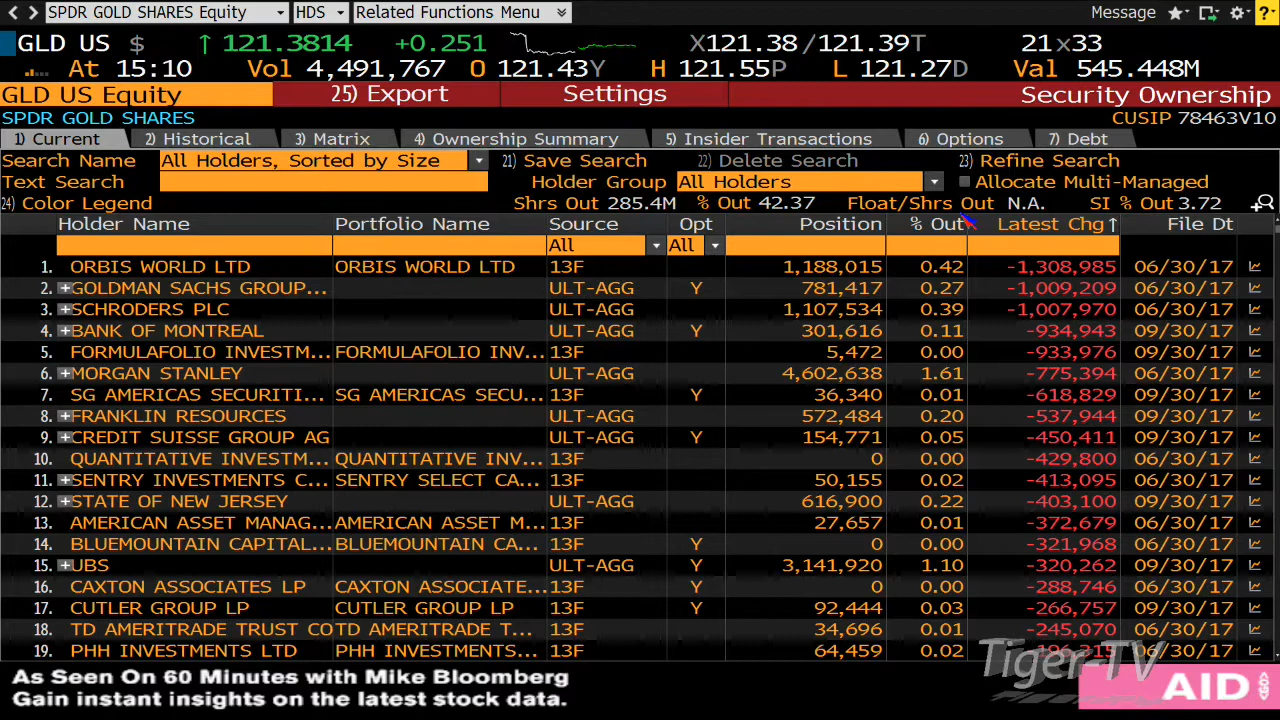 SPDR GOLD SHARES Equity HDS Related Functions Menu Message
GLD US $ ↑ 121.3814 +0.251 X121.38/121.39T 21x33
At 15:10 Vol 4,491,767 O 121.43Y H 121.55P L 121.27D Val 545.448M
GLD US Equity 25) Export Settings Security Ownership
SPDR GOLD SHARES CUSIP 78463V10
1) Current 2) Historical 3) Matrix 4) Ownership Summary 5) Insider Transactions 6) Options 7) Debt
Search Name All Holders, Sorted by Size 21) Save Search 22) Delete Search 23) Refine Search
Text Search Holder Group All Holders Allocate Multi-Managed
24) Color Legend Shrs Out 285.4M % Out 42.37 Float/Shrs Out N.A. SI % Out 3.72
Holder Name Portfolio Name Source Opt Position % Out Latest Chg↑ File Dt
All All
1. ORBIS WORLD LTD ORBIS WORLD LTD 13F 1,188,015 0.42 -1,308,985 06/30/17
2. +GOLDMAN SACHS GROUP... ULT-AGG Y 781,417 0.27 -1,009,209 06/30/17
3. +SCHRODERS PLC ULT-AGG 1,107,534 0.39 -1,007,970 06/30/17
4. +BANK OF MONTREAL ULT-AGG Y 301,616 0.11 -934,943 09/30/17
5. FORMULAFOLIO INVESTM... FORMULAFOLIO INV... 13F 5,472 0.00 -933,976 09/30/17
6. +MORGAN STANLEY ULT-AGG 4,602,638 1.61 -775,394 06/30/17
7. SG AMERICAS SECURITI... SG AMERICAS SECU... 13F Y 36,340 0.01 -618,829 06/30/17
8. +FRANKLIN RESOURCES ULT-AGG 572,484 0.20 -537,944 09/30/17
9. +CREDIT SUISSE GROUP AG ULT-AGG Y 154,771 0.05 -450,411 09/30/17
10. QUANTITATIVE INVESTM... QUANTITATIVE INV... 13F 0 0.00 -429,800 06/30/17
11. +SENTRY INVESTMENTS C... SENTRY SELECT CA... 13F 50,155 0.02 -413,095 06/30/17
12. +STATE OF NEW JERSEY ULT-AGG 616,900 0.22 -403,100 09/30/17
13. AMERICAN ASSET MANAG... AMERICAN ASSET M... 13F 27,657 0.01 -372,679 06/30/17
14. BLUEMOUNTAIN CAPITAL... BLUEMOUNTAIN CA... 13F Y 0 0.00 -321,968 06/30/17
15. +UBS ULT-AGG Y 3,141,920 1.10 -320,262 09/30/17
16. CAXTON ASSOCIATES LP CAXTON ASSOCIATE... 13F Y 0 0.00 -288,746 06/30/17
17. CUTLER GROUP LP CUTLER GROUP LP 13F Y 92,444 0.03 -266,757 09/30/17
18. TD AMERITRADE TRUST CO TD AMERITRADE T... 13F 34,696 0.01 -245,070 06/30/17
19. PHH INVESTMENTS LTD PHH INVESTMENTS... 13F 64,459 0.02 06/30/17
Tiger-TV
As Seen On 60 Minutes with Mike Bloomberg
Gain instant insights on the latest stock data.
AID